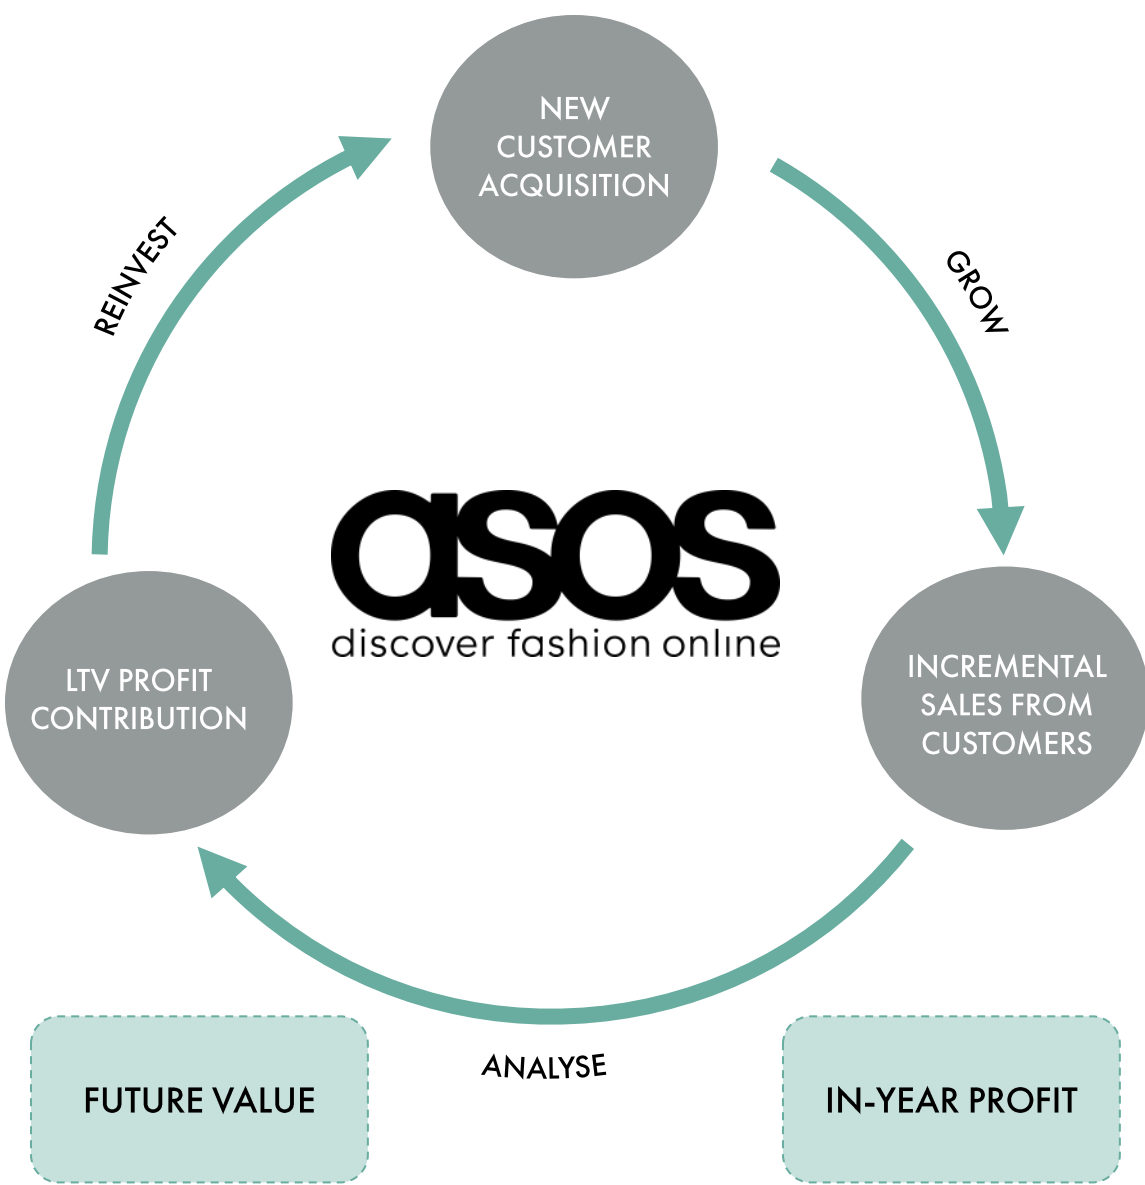 NEW
CUSTOMER
ACQUISITION
REINVEST
GROW
asos
discover fashion online
LTV PROFIT
CONTRIBUTION
INCREMENTAL
SALES FROM
CUSTOMERS
ANALYSE
FUTURE VALUE
IN-YEAR PROFIT